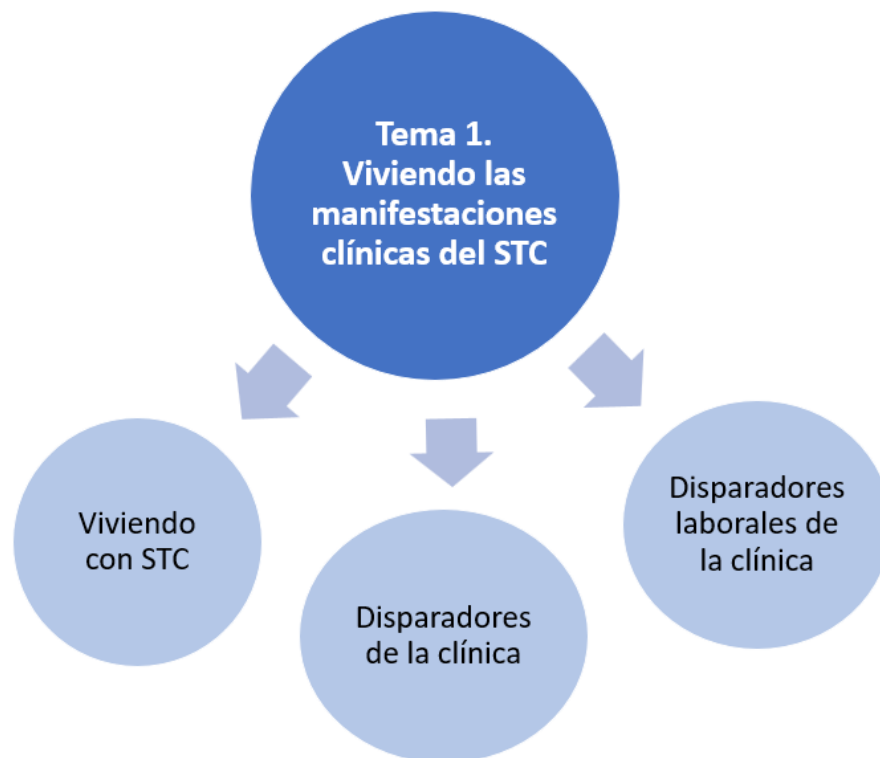 Tema 1.
Viviendo las
manifestaciones
clínicas del STC
Viviendo
con STC
Disparadores
de la clínica
Disparadores
laborales de
la clínica